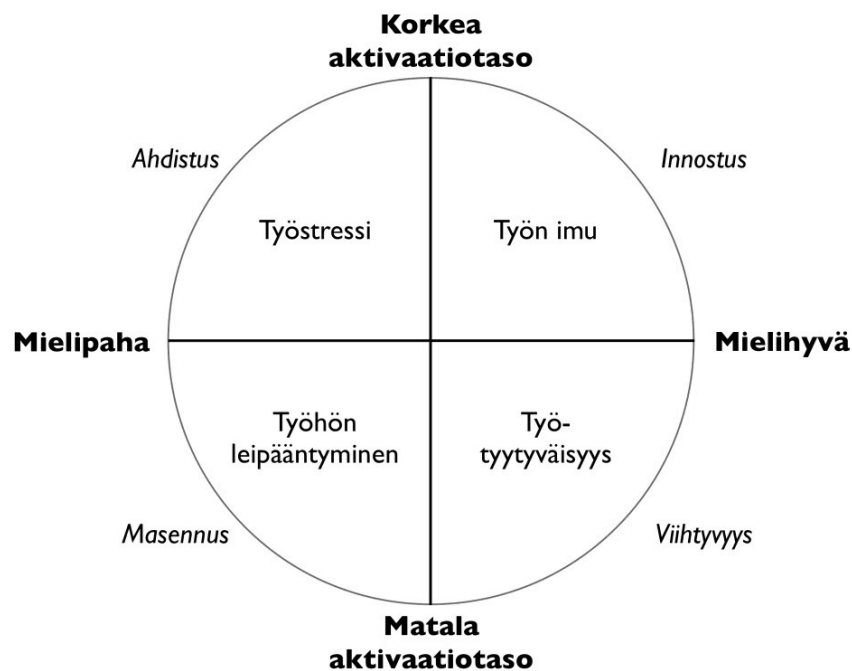 Korkea
aktivaatiotaso
Ahdistus
Innostus
Työstressi
Työn imu
Mielipaha
Mielihyvä
Työhön
leipääntyminen
Työ-
tyytyväisyys
Masennus
Viihtyvyys
Matala
aktivaatiotaso